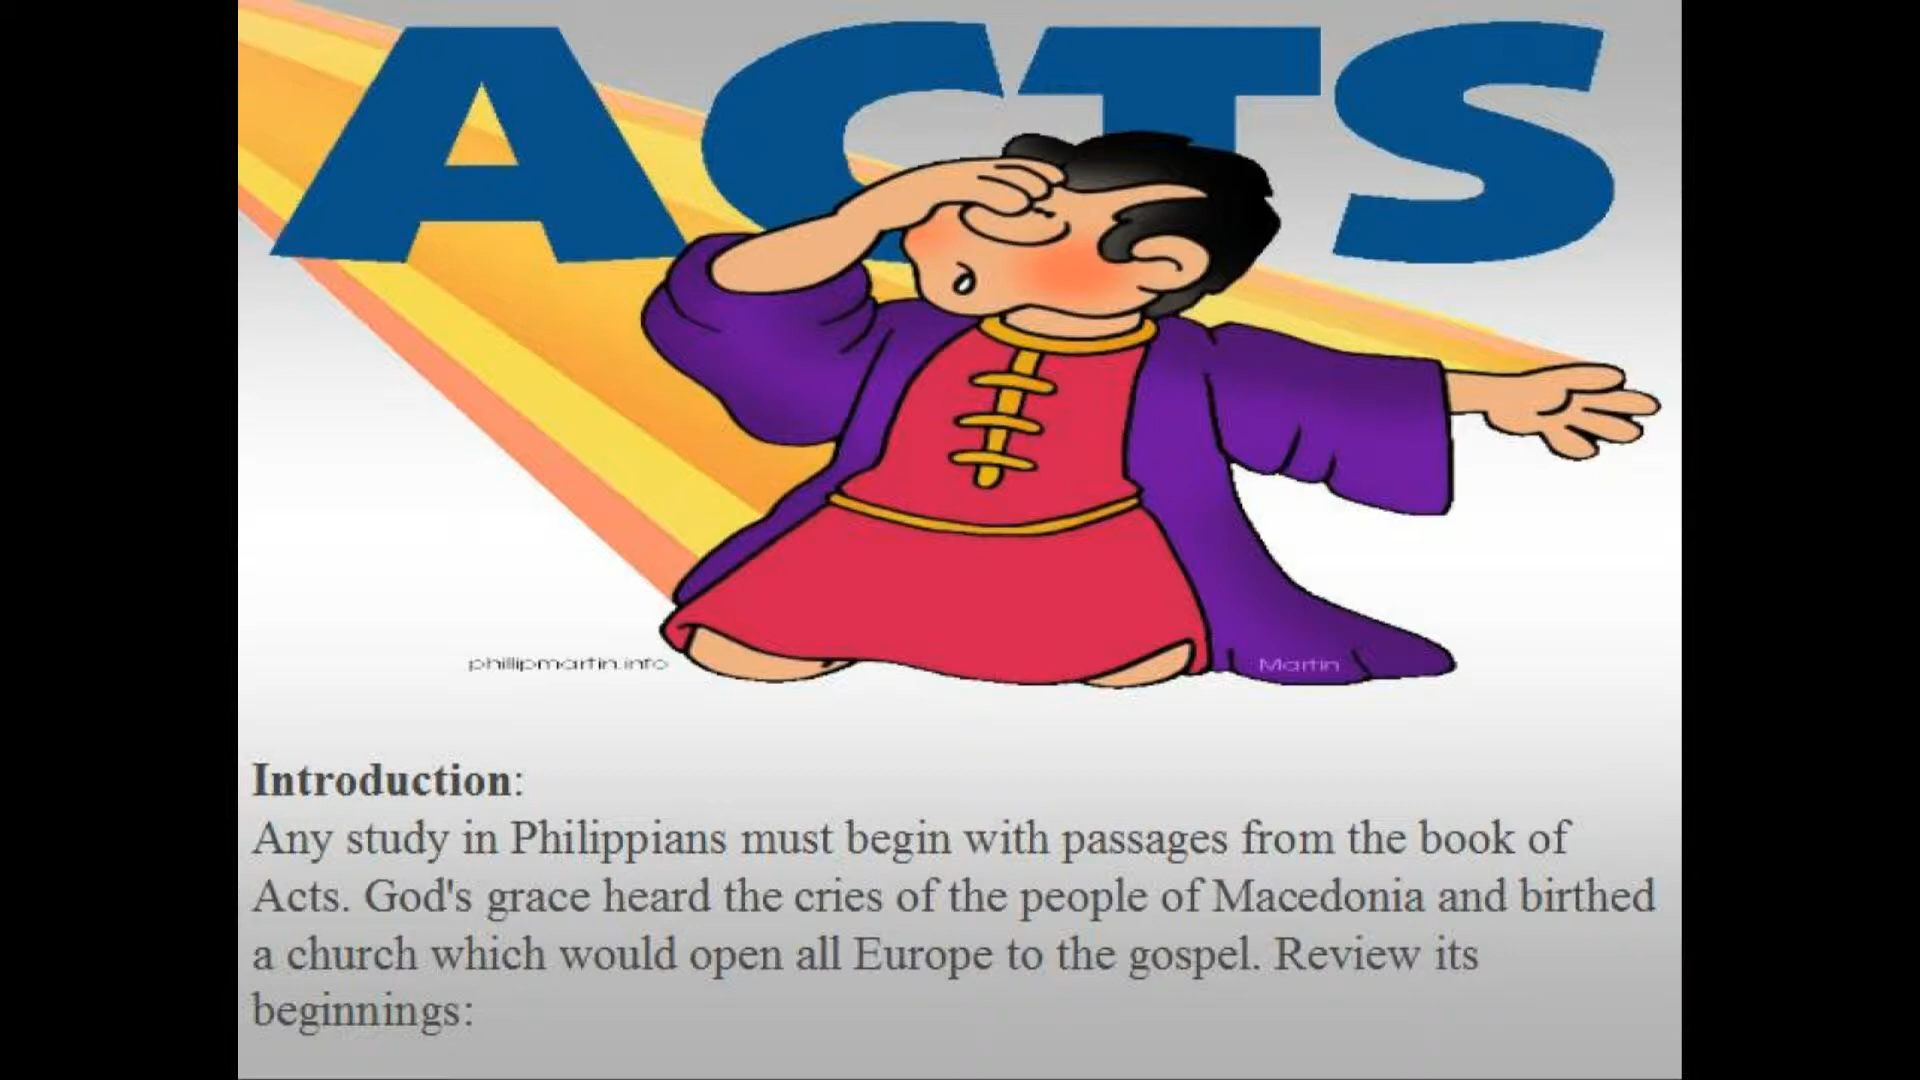 ACTS
phillipmartin.info
Martin
Introduction:
Any study in Philippians must begin with passages from the book of
Acts. God's grace heard the cries of the people of Macedonia and birthed
a church which would open all Europe to the gospel. Review its
beginnings: